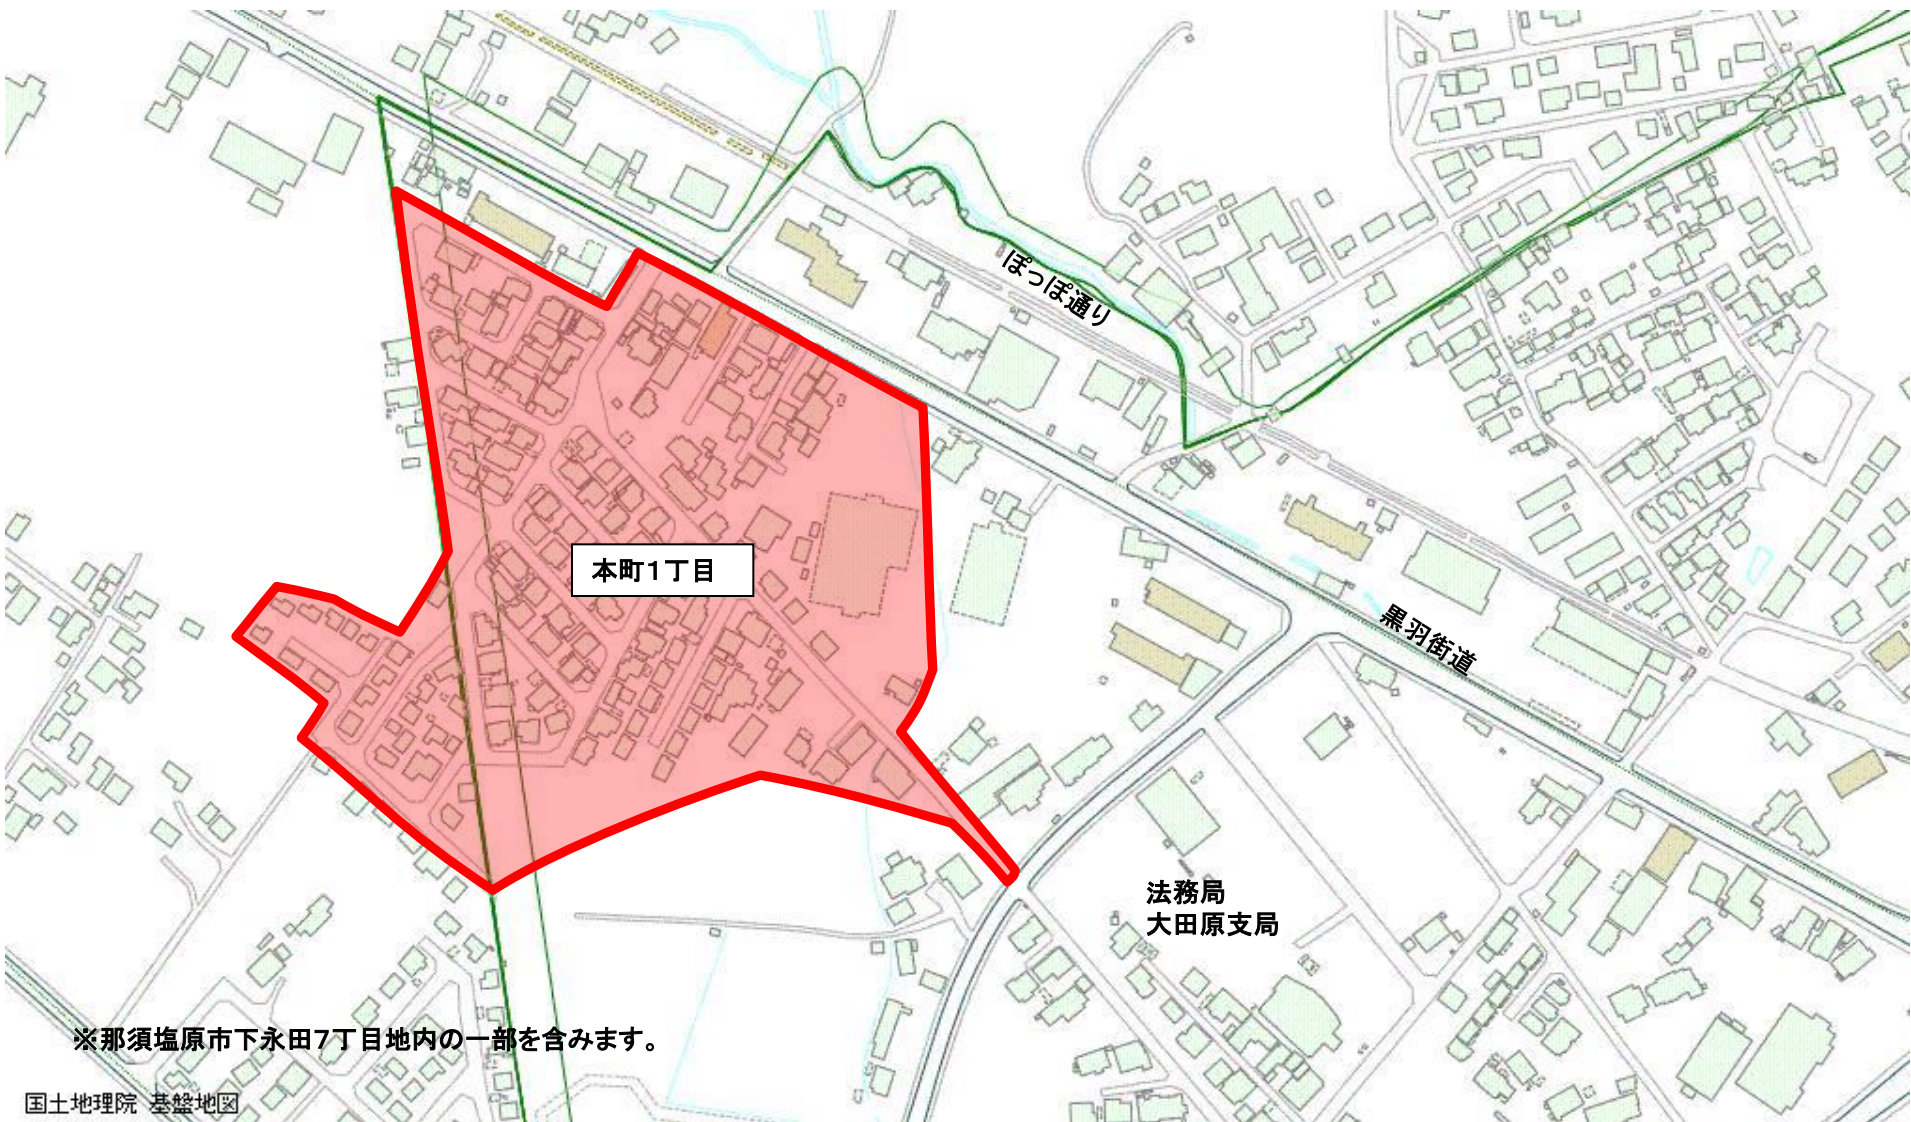 ぽっぽ通り
本町1丁目
黒羽街道
法務局
大田原支局
※那須塩原市下永田7丁目地内の一部を含みます。
国土地理院 基盤地図